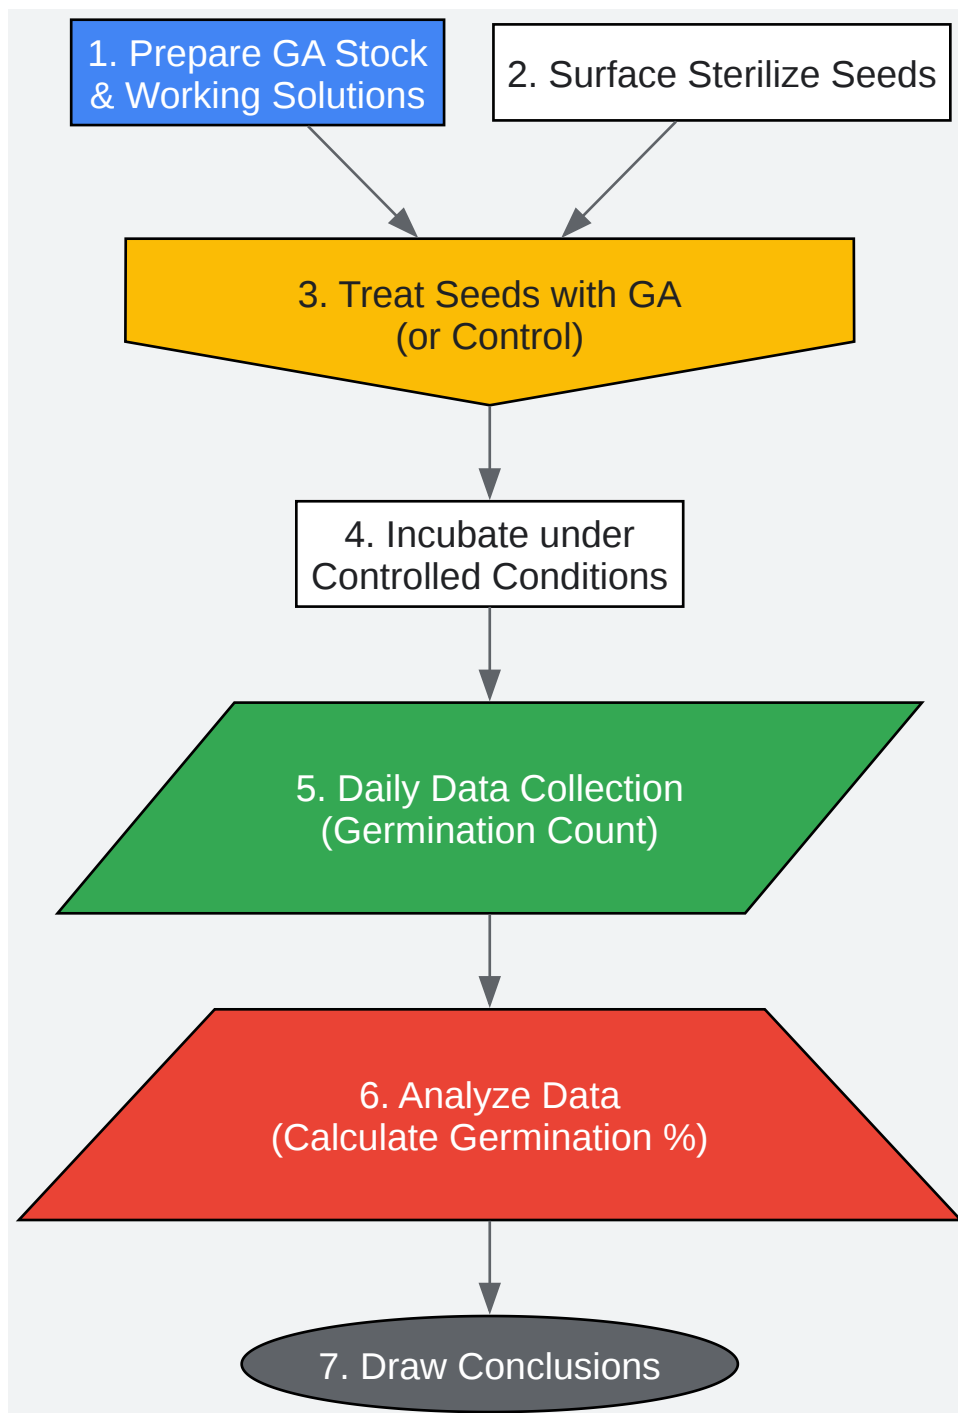 1. Prepare GA Stock
& Working Solutions
2. Surface Sterilize Seeds
3. Treat Seeds with GA
(or Control)
4. Incubate under
Controlled Conditions
5. Daily Data Collection
(Germination Count)
6. Analyze Data
(Calculate Germination %)
7. Draw Conclusions